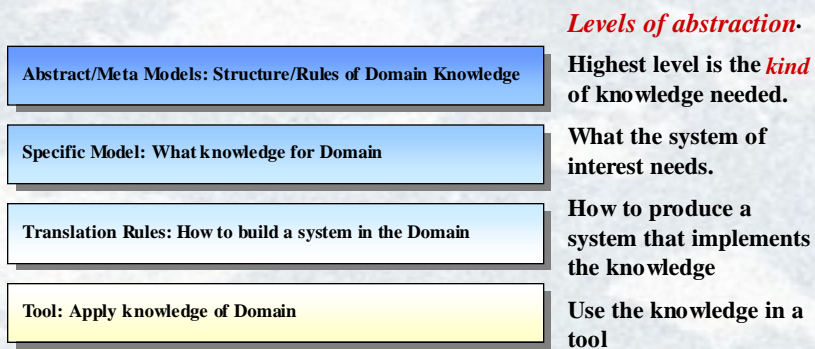 Levels of abstraction.
Abstract/Meta Models: Structure/Rules of Domain Knowledge
Highest level is the kind
of knowledge needed.
Specific Model: What knowledge for Domain
What the system of
interest needs.
Translation Rules: How to build a system in the Domain
How to produce a
system that implements
the knowledge
Tool: Apply knowledge of Domain
Use the knowledge in a
tool